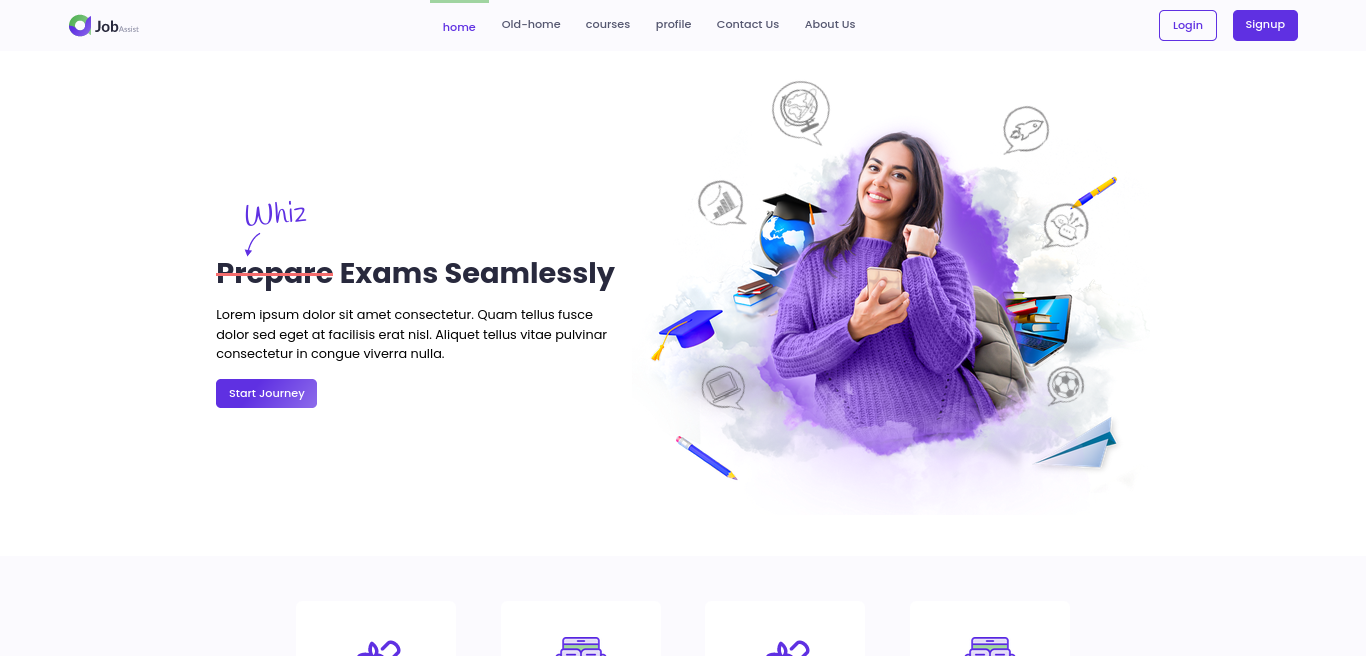 JobAssist
home Old-home courses profile Contact Us About Us Login Signup
Whiz
Prepare Exams Seamlessly
Lorem ipsum dolor sit amet consectetur. Quam tellus fusce
dolor sed eget at facilisis erat nisl. Aliquet tellus vitae pulvinar
consectetur in congue viverra nulla.
Start Journey